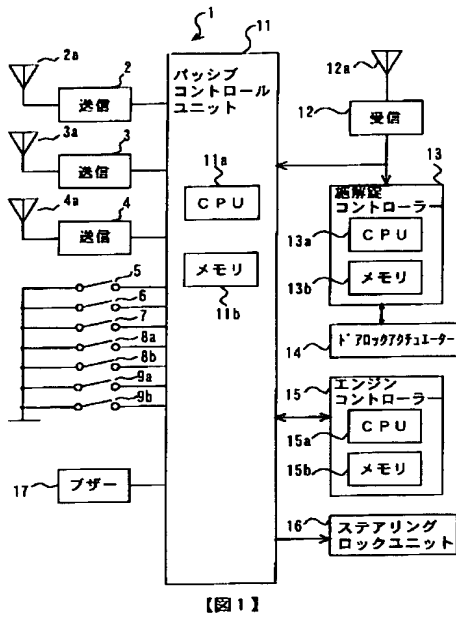 1
11
2a
2
送信
3a
3
送信
4a
4
送信
パッシブ
コントロール
ユニット
11a
CPU
メモリ
11b
5
6
7
8a
8b
9a
9b
17
ブザー
12a
12
受信
13
施解錠
コントローラー
13a
CPU
13b
メモリ
14
ドアロックアクチュエーター
15
エンジン
コントローラー
15a
CPU
15b
メモリ
16
ステアリング
ロックユニット
【図1】